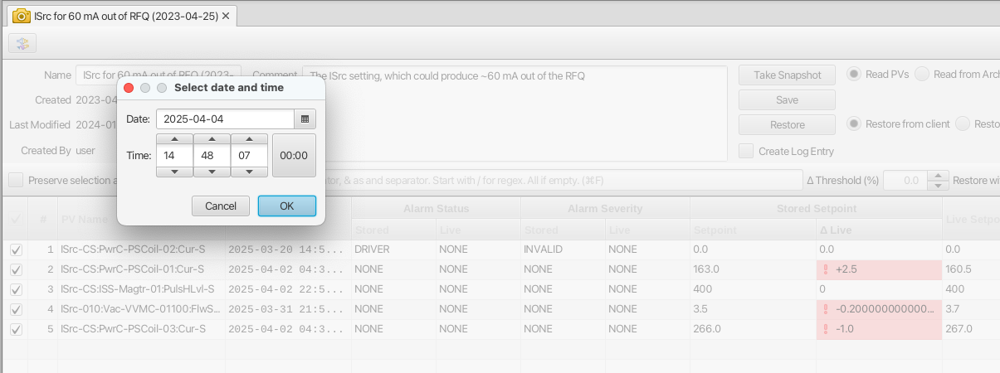 ISrc for 60 mA out of RFQ (2023-04-25)
Name ISrc for 60 mA out of RFQ (2023- Comment The ISrc setting, which could produce ~60 mA out of the RFQ
Take Snapshot Read PVs Read from Arc
Select date and time
Created 2023-04
Save
Date: 2025-04-04
Last Modified 2024-01
Restore Restore from client Resto
Created By user
Create Log Entry
Time: 14 48 07 00:00
Preserve selection a & as and separator. Start with / for regex. All if empty. (⌘F) Δ Threshold (%) 0.0 Restore wi
Cancel OK
# PV Name Alarm Status Alarm Severity Stored Setpoint Live Setpo
Stored Live Stored Live Setpoint Δ Live
1 ISrc-CS:PwrC-PSCoil-02:Cur-S 2025-03-20 14:5... DRIVER NONE INVALID NONE 0.0 0.0 0.0
2 ISrc-CS:PwrC-PSCoil-01:Cur-S 2025-04-02 04:3... NONE NONE NONE NONE 163.0 +2.5 160.5
3 ISrc-CS:ISS-Magtr-01:PulsHLvl-S 2025-04-02 22:5... NONE NONE NONE NONE 400 0 400
4 ISrc-010:Vac-VVMC-01100:FlwS... 2025-03-31 21:5... NONE NONE NONE NONE 3.5 -0.200000000000... 3.7
5 ISrc-CS:PwrC-PSCoil-03:Cur-S 2025-04-02 04:3... NONE NONE NONE NONE 266.0 -1.0 267.0